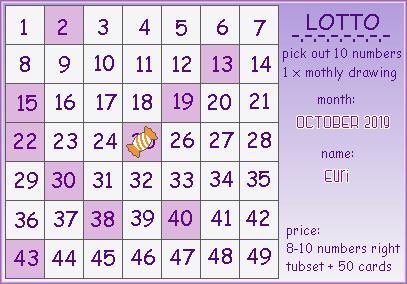 1 2 3 4 5 6 7
8 9 10 11 12 13 14
15 16 17 18 19 20 21
22 23 24 26 27 28
29 30 31 32 33 34 35
36 37 38 39 40 41 42
43 44 45 46 47 48 49
LOTTO
pick out 10 numbers
1 x mothly drawing
month:
OCTOBER 2019
name:
Euri
price:
8-10 numbers right
tubset + 50 cards